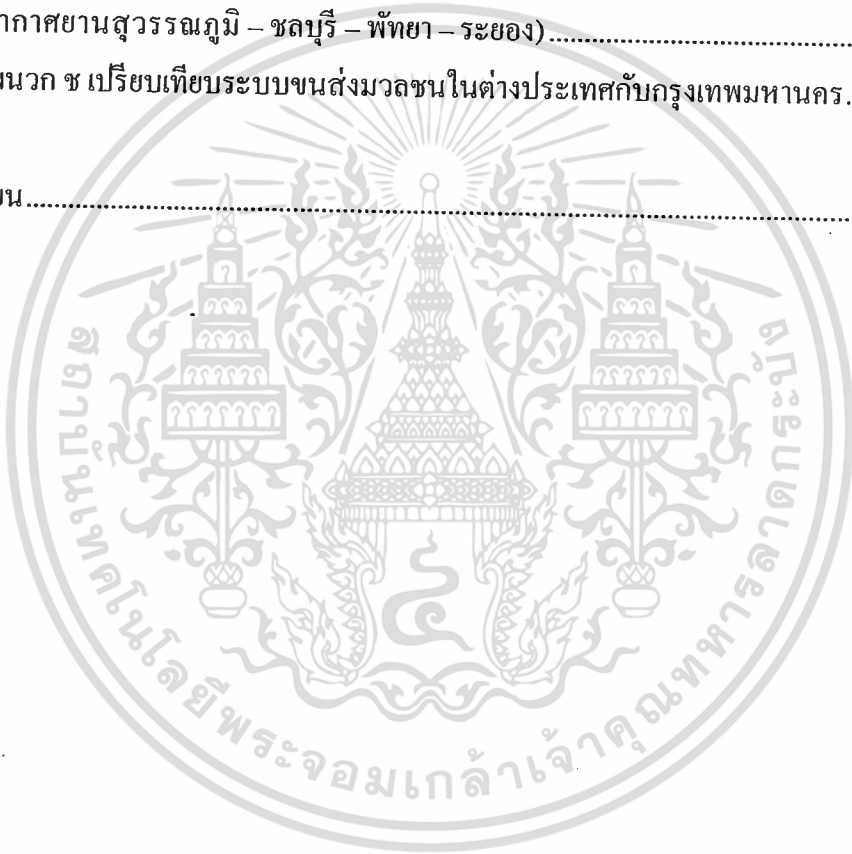 ากาศยานสุวรรณภูมิ – ชลบุรี – พัทยา – ระยอง)......................................................
นวก ช เปรียบเทียบระบบขนส่งมวลชนในต่างประเทศกับกรุงเทพมหานคร.
ยน......................................................................................................................
สถาบันเทคโนโลยีพระจอมเกล้าเจ้าคุณทหารลาดกระบัง